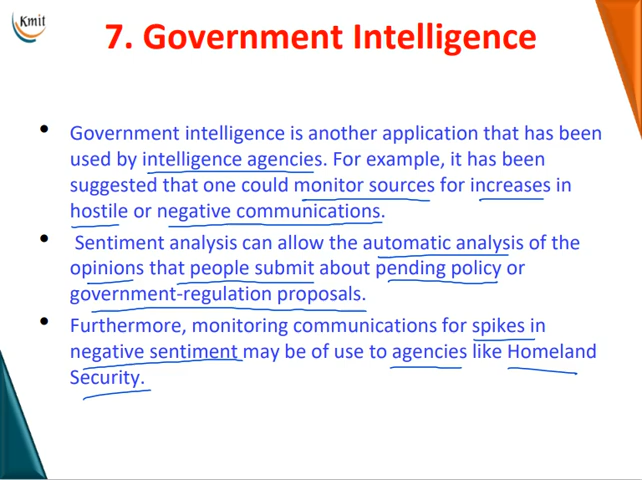 Kmit
7. Government Intelligence
• Government intelligence is another application that has been
used by intelligence agencies. For example, it has been
suggested that one could monitor sources for increases in
hostile or negative communications.
• Sentiment analysis can allow the automatic analysis of the
opinions that people submit about pending policy or
government-regulation proposals.
• Furthermore, monitoring communications for spikes in
negative sentiment may be of use to agencies like Homeland
Security.